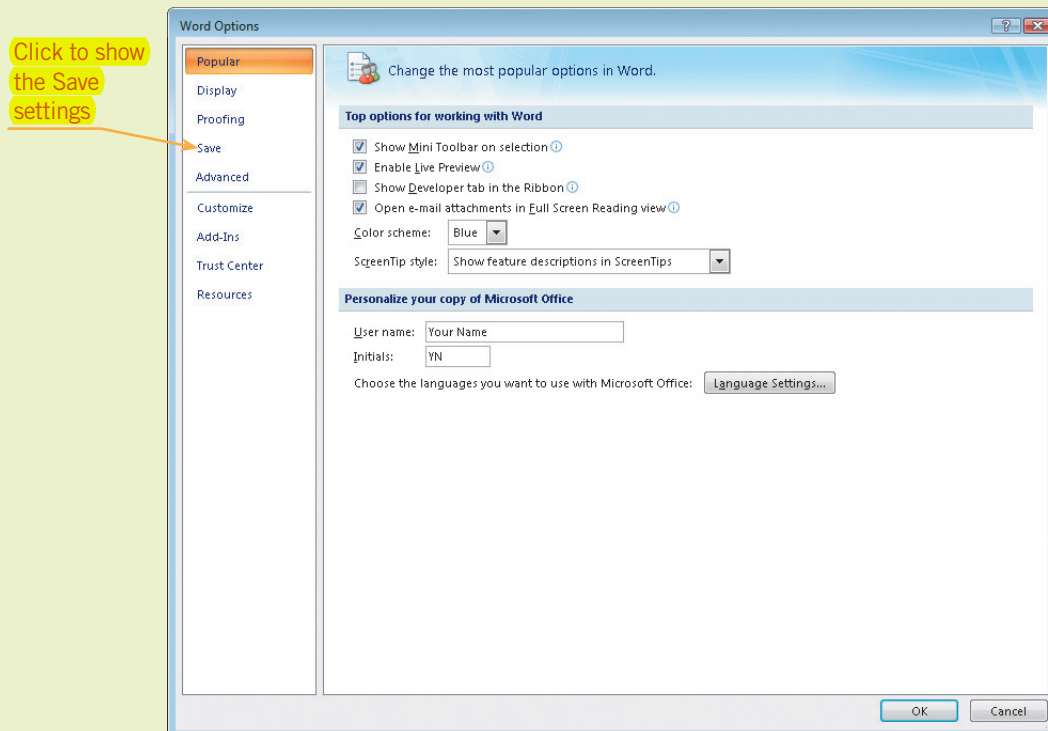 Word Options
Click to show
the Save
settings
Popular
Display
Proofing
Save
Advanced
Customize
Add-Ins
Trust Center
Resources
Change the most popular options in Word.
Top options for working with Word
Show Mini Toolbar on selection
Enable Live Preview
Show Developer tab in the Ribbon
Open e-mail attachments in Full Screen Reading view
Color scheme: Blue
ScreenTip style: Show feature descriptions in ScreenTips
Personalize your copy of Microsoft Office
User name: Your Name
Initials: YN
Choose the languages you want to use with Microsoft Office: Language Settings...
OK Cancel